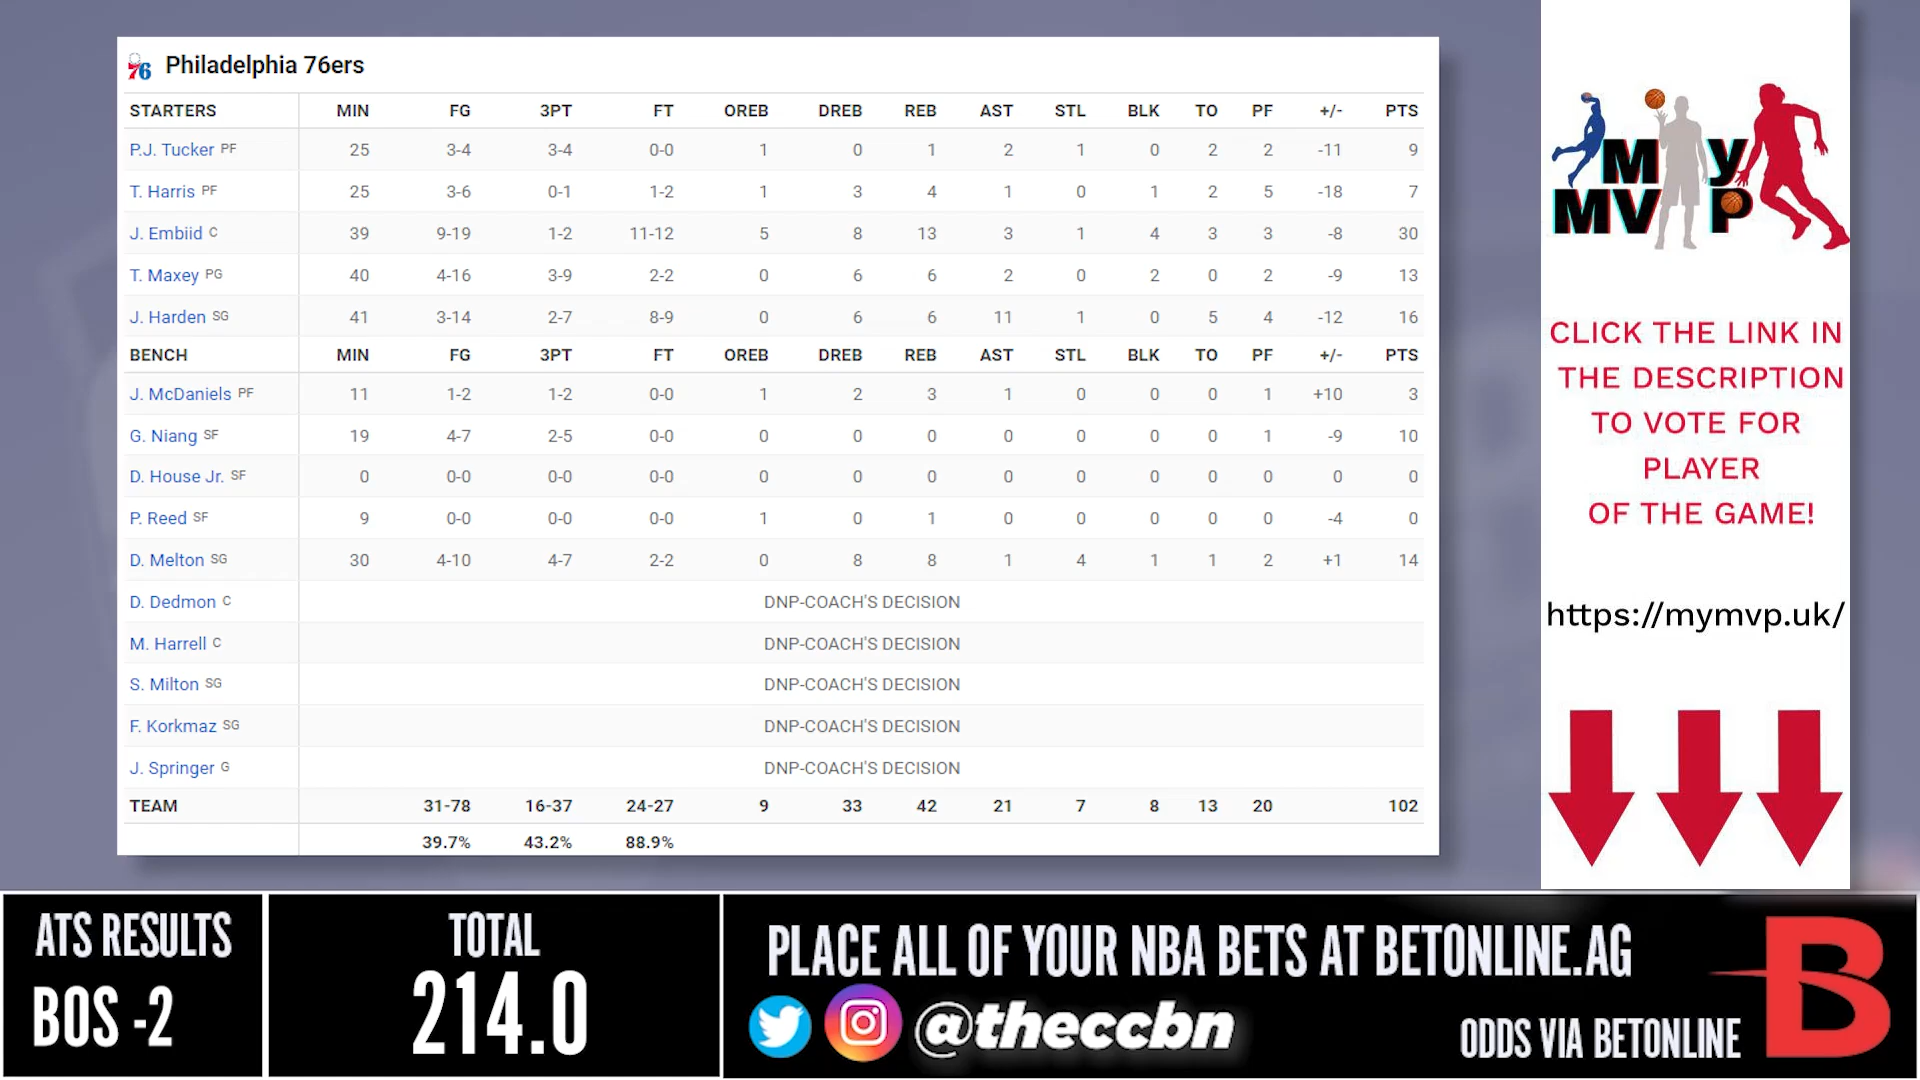 76 Philadelphia 76ers
STARTERS MIN FG 3PT FT OREB DREB REB AST STL BLK TO PF +/- PTS
P.J. Tucker PF 25 3-4 3-4 0-0 1 0 1 2 1 0 2 2 -11 9
T. Harris PF 25 3-6 0-1 1-2 1 3 4 1 0 1 2 5 -18 7
J. Embiid C 39 9-19 1-2 11-12 5 8 13 3 1 4 3 3 -8 30
T. Maxey PG 40 4-16 3-9 2-2 0 6 6 2 0 2 0 2 -9 13
J. Harden SG 41 3-14 2-7 8-9 0 6 6 11 1 0 5 4 -12 16
BENCH MIN FG 3PT FT OREB DREB REB AST STL BLK TO PF +/- PTS
J. McDaniels PF 11 1-2 1-2 0-0 1 2 3 1 0 0 0 1 +10 3
G. Niang SF 19 4-7 2-5 0-0 0 0 0 0 0 0 0 1 -9 10
D. House Jr. SF 0 0-0 0-0 0-0 0 0 0 0 0 0 0 0 0 0
P. Reed SF 9 0-0 0-0 0-0 1 0 1 0 0 0 0 0 -4 0
D. Melton SG 30 4-10 4-7 2-2 0 8 8 1 4 1 1 2 +1 14
D. Dedmon C DNP-COACH'S DECISION
M. Harrell C DNP-COACH'S DECISION
S. Milton SG DNP-COACH'S DECISION
F. Korkmaz SG DNP-COACH'S DECISION
J. Springer G DNP-COACH'S DECISION
TEAM 31-78 16-37 24-27 9 33 42 21 7 8 13 20 102
39.7% 43.2% 88.9%
My
MVP
CLICK THE LINK IN
THE DESCRIPTION
TO VOTE FOR
PLAYER
OF THE GAME!
https://mymvp.uk/
ATS RESULTS
BOS -2
TOTAL
214.0
PLACE ALL OF YOUR NBA BETS AT BETONLINE.AG
@theccbn
ODDS VIA BETONLINE
B